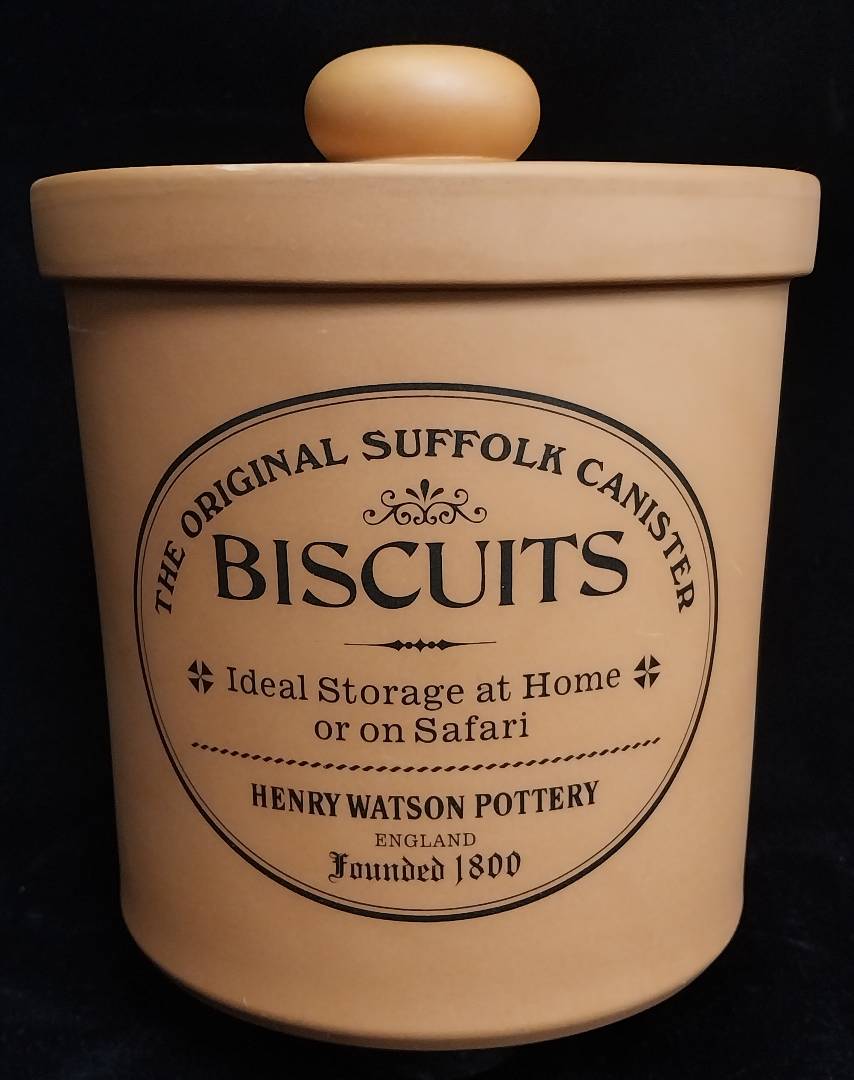 THE ORIGINAL SUFFOLK CANISTER
BISCUITS
Ideal Storage at Home
or on Safari
HENRY WATSON POTTERY
ENGLAND
Founded 1800